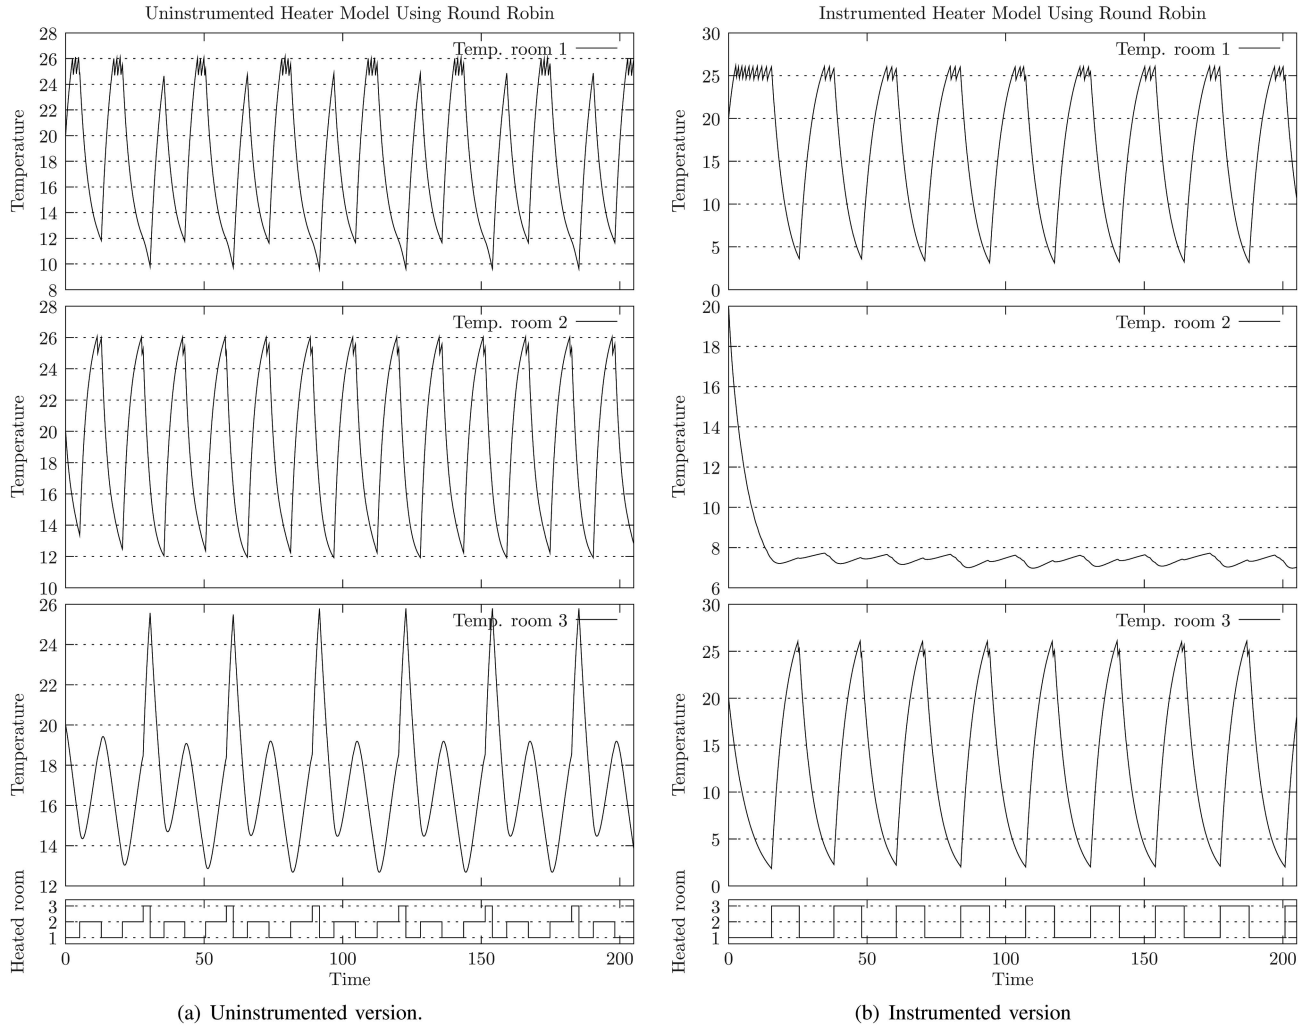 Uninstrumented Heater Model Using Round Robin
28
26
24
22
20
18
16
14
12
10
8
Temperature
Temp. room 1
28
26
24
22
20
18
16
14
12
10
Temperature
Temp. room 2
26
24
22
20
18
16
14
12
Temperature
Temp. room 3
3
2
1
Heated room
0 50 100 150 200
Time
(a) Uninstrumented version.
Instrumented Heater Model Using Round Robin
30
25
20
15
10
5
0
Temperature
Temp. room 1
20
18
16
14
12
10
8
6
Temperature
Temp. room 2
30
25
20
15
10
5
0
Temperature
Temp. room 3
3
2
1
Heated room
0 50 100 150 200
Time
(b) Instrumented version